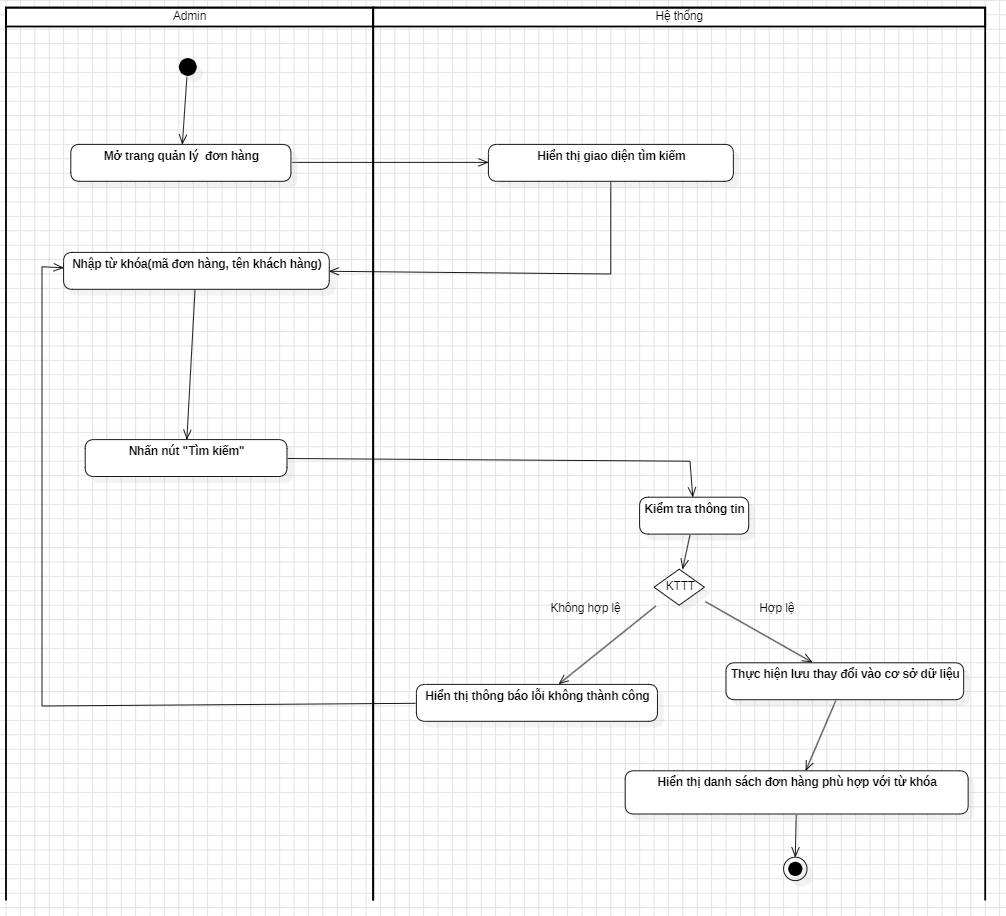 Admin
Hệ thống
Mở trang quản lý đơn hàng
Hiển thị giao diện tìm kiếm
Nhập từ khóa(mã đơn hàng, tên khách hàng)
Nhấn nút "Tìm kiếm"
Kiểm tra thông tin
KTTT
Không hợp lệ
Hợp lệ
Thực hiện lưu thay đổi vào cơ sở dữ liệu
Hiển thị thông báo lỗi không thành công
Hiển thị danh sách đơn hàng phù hợp với từ khóa